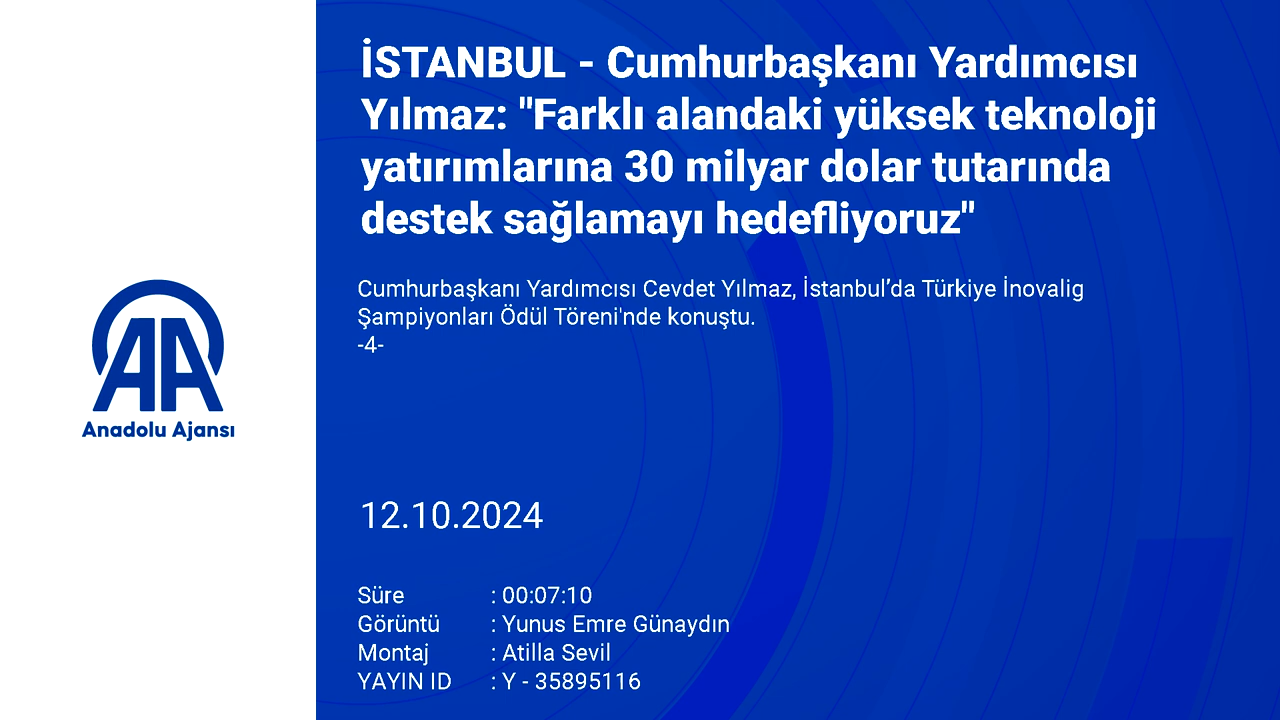 İSTANBUL - Cumhurbaşkanı Yardımcısı
Yılmaz: "Farklı alandaki yüksek teknoloji
yatırımlarına 30 milyar dolar tutarında
destek sağlamayı hedefliyoruz"
Cumhurbaşkanı Yardımcısı Cevdet Yılmaz, İstanbul’da Türkiye İnovalig
Şampiyonları Ödül Töreni'nde konuştu.
-4-
AA
Anadolu Ajansı
12.10.2024
Süre : 00:07:10
Görüntü : Yunus Emre Günaydın
Montaj : Atilla Sevil
YAYIN ID : Y - 35895116